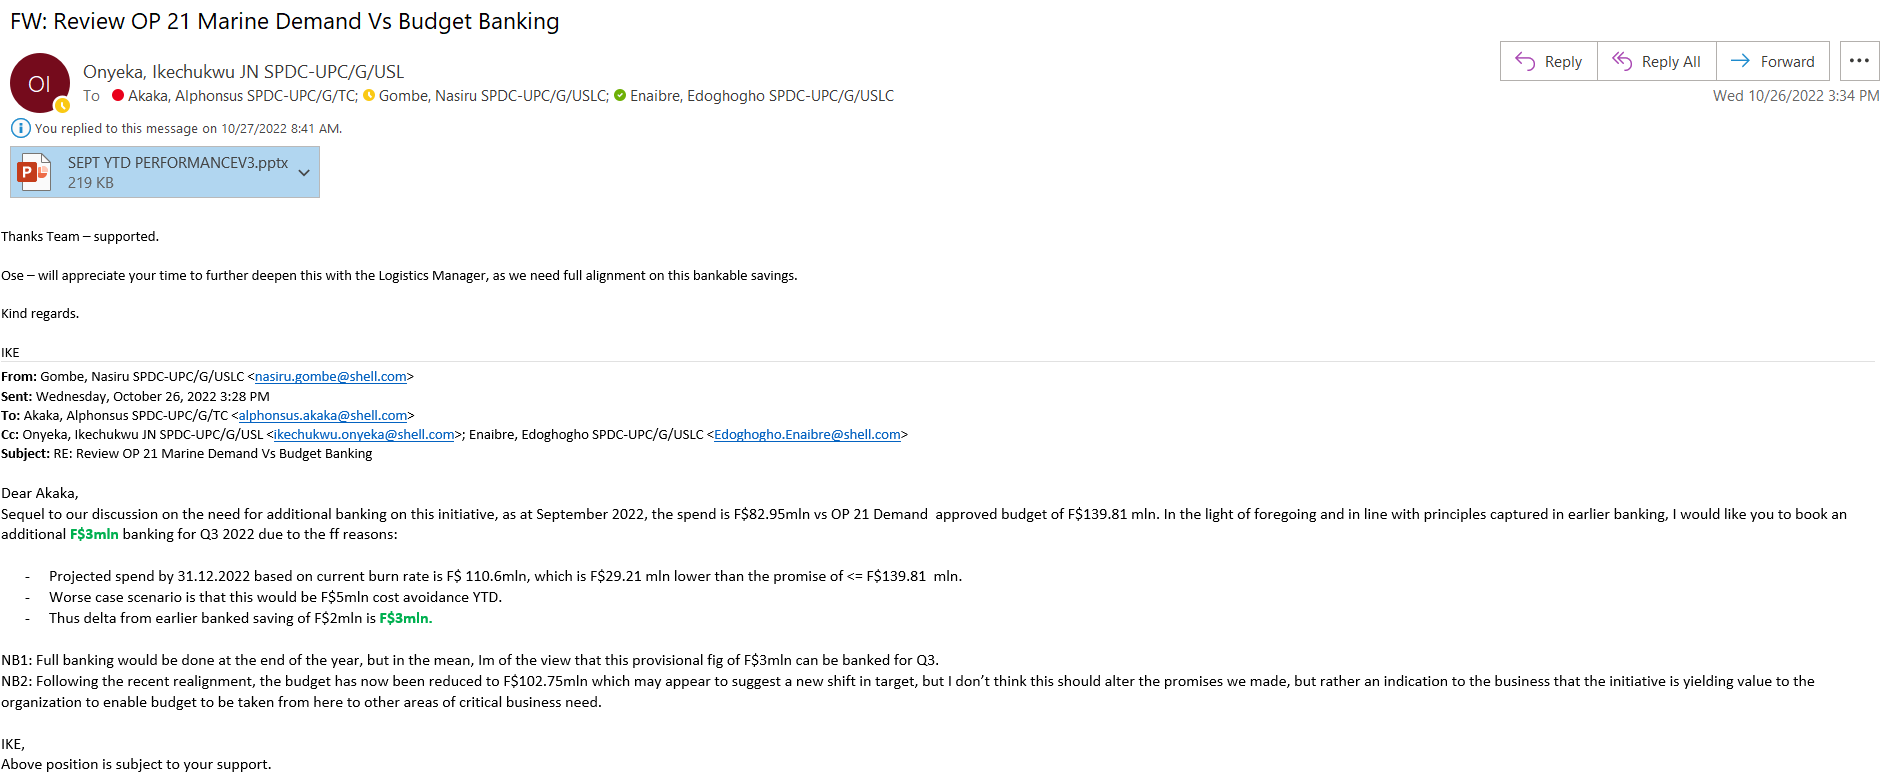 FW: Review OP 21 Marine Demand Vs Budget Banking
OI
Onyeka, Ikechukwu JN SPDC-UPC/G/USL
To Akaka, Alphonsus SPDC-UPC/G/TC; Gombe, Nasiru SPDC-UPC/G/USLC; Enaibre, Edoghogho SPDC-UPC/G/USLC
Reply Reply All Forward
Wed 10/26/2022 3:34 PM
You replied to this message on 10/27/2022 8:41 AM.
SEPT YTD PERFORMANCEV3.pptx
219 KB
Thanks Team – supported.
Ose – will appreciate your time to further deepen this with the Logistics Manager, as we need full alignment on this bankable savings.
Kind regards.
IKE
From: Gombe, Nasiru SPDC-UPC/G/USLC <nasiru.gombe@shell.com>
Sent: Wednesday, October 26, 2022 3:28 PM
To: Akaka, Alphonsus SPDC-UPC/G/TC <alphonsus.akaka@shell.com>
Cc: Onyeka, Ikechukwu JN SPDC-UPC/G/USL <ikechukwu.onyeka@shell.com>; Enaibre, Edoghogho SPDC-UPC/G/USLC <Edoghogho.Enaibre@shell.com>
Subject: RE: Review OP 21 Marine Demand Vs Budget Banking
Dear Akaka,
Sequel to our discussion on the need for additional banking on this initiative, as at September 2022, the spend is F$82.95mln vs OP 21 Demand approved budget of F$139.81 mln. In the light of foregoing and in line with principles captured in earlier banking, I would like you to book an
additional F$3mln banking for Q3 2022 due to the ff reasons:
- Projected spend by 31.12.2022 based on current burn rate is F$ 110.6mln, which is F$29.21 mln lower than the promise of <= F$139.81 mln.
- Worse case scenario is that this would be F$5mln cost avoidance YTD.
- Thus delta from earlier banked saving of F$2mln is F$3mln.
NB1: Full banking would be done at the end of the year, but in the mean, Im of the view that this provisional fig of F$3mln can be banked for Q3.
NB2: Following the recent realignment, the budget has now been reduced to F$102.75mln which may appear to suggest a new shift in target, but I don't think this should alter the promises we made, but rather an indication to the business that the initiative is yielding value to the
organization to enable budget to be taken from here to other areas of critical business need.
IKE,
Above position is subject to your support.